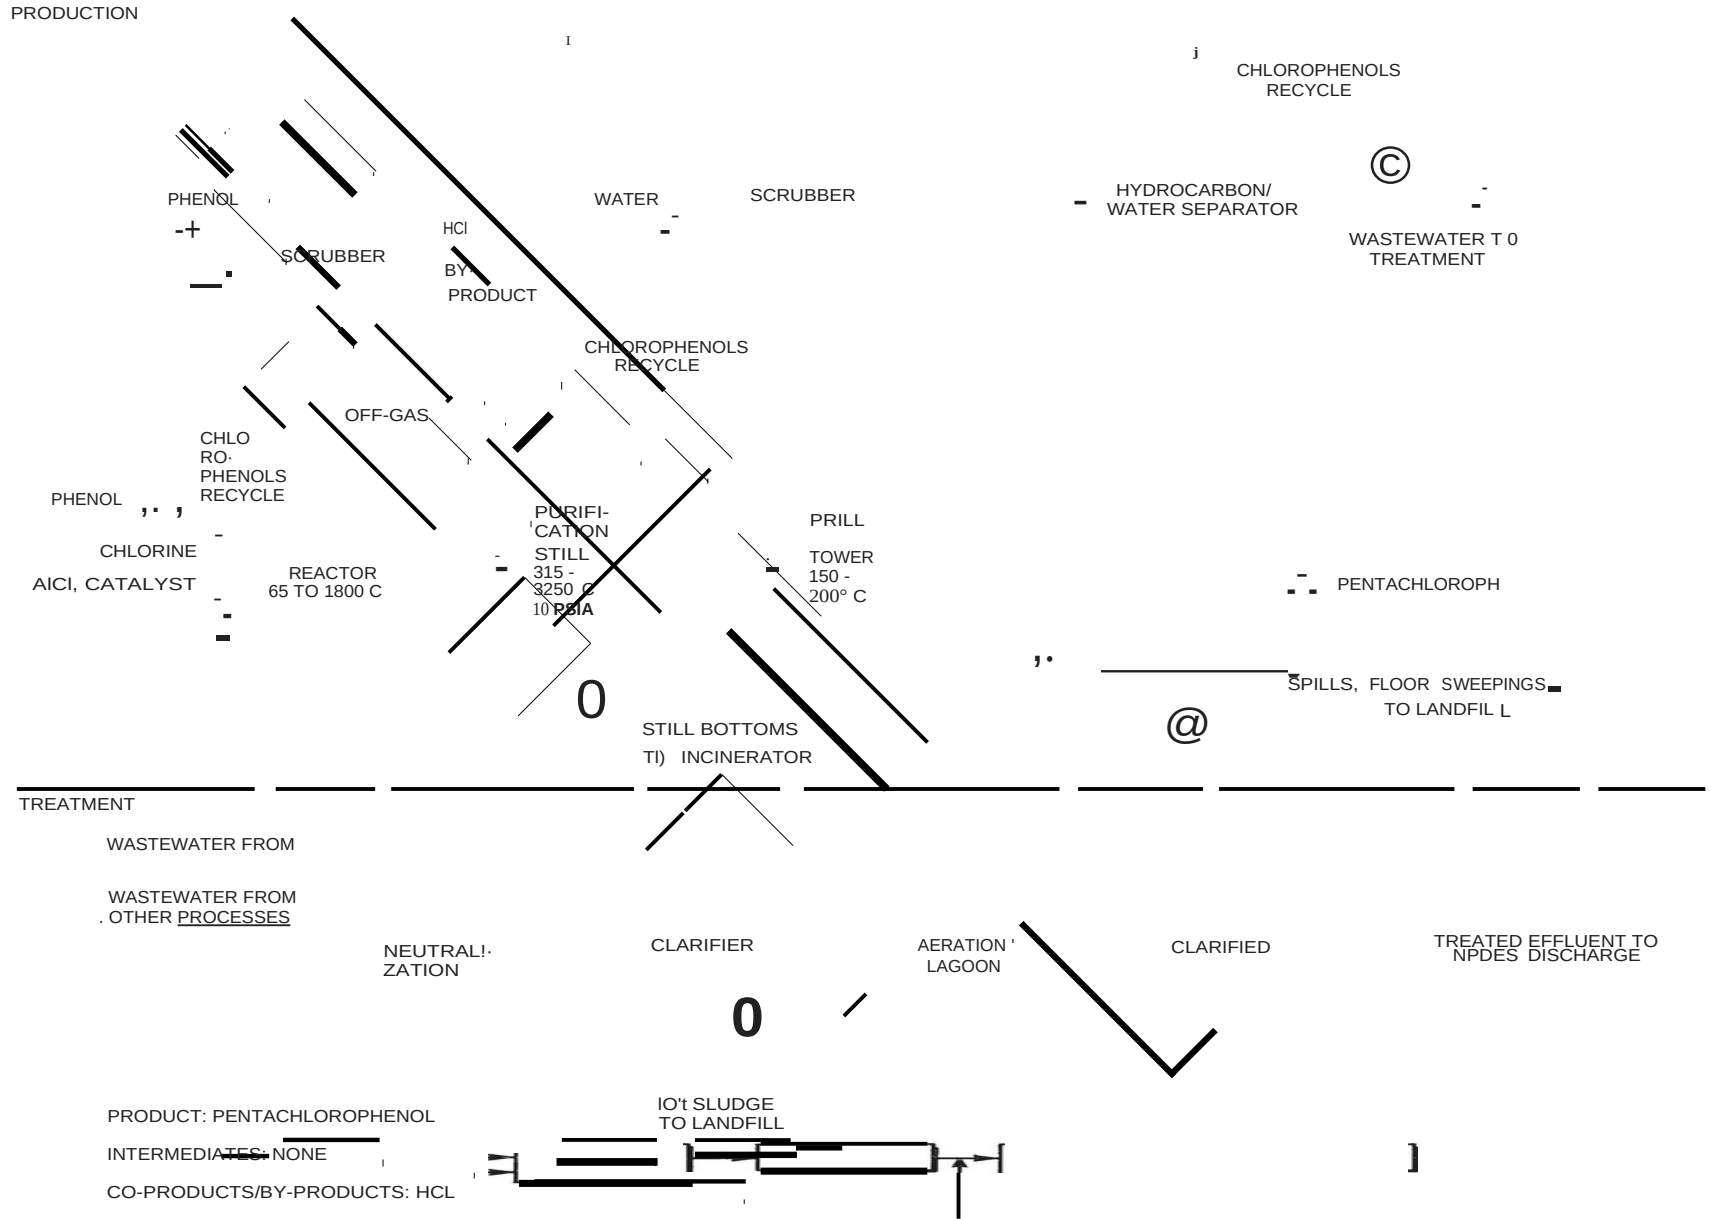 PRODUCTION
I
j
CHLOROPHENOLS
RECYCLE
©
PHENOL
-+
WATER
SCRUBBER
HYDROCARBON/
WATER SEPARATOR
HCl
SCRUBBER
BY·
PRODUCT
WASTEWATER T 0
TREATMENT
CHLOROPHENOLS
RECYCLE
OFF-GAS
CHLO
RO·
PHENOLS
RECYCLE
PHENOL ,. ,
CHLORINE
AICI, CATALYST
REACTOR
65 TO 1800 C
PURIFI-
CATION
STILL
315 -
3250 C
10 PSIA
PRILL
TOWER
150 -
200° C
PENTACHLOROPH
,.
SPILLS, FLOOR SWEEPINGS
TO LANDFIL L
0
@
STILL BOTTOMS
Tl) INCINERATOR
TREATMENT
WASTEWATER FROM
WASTEWATER FROM
. OTHER PROCESSES
NEUTRAL!·
ZATION
CLARIFIER
AERATION '
LAGOON
CLARIFIED
TREATED EFFLUENT TO
NPDES DISCHARGE
0
lO't SLUDGE
TO LANDFILL
PRODUCT: PENTACHLOROPHENOL
INTERMEDIATES: NONE
CO-PRODUCTS/BY-PRODUCTS: HCL